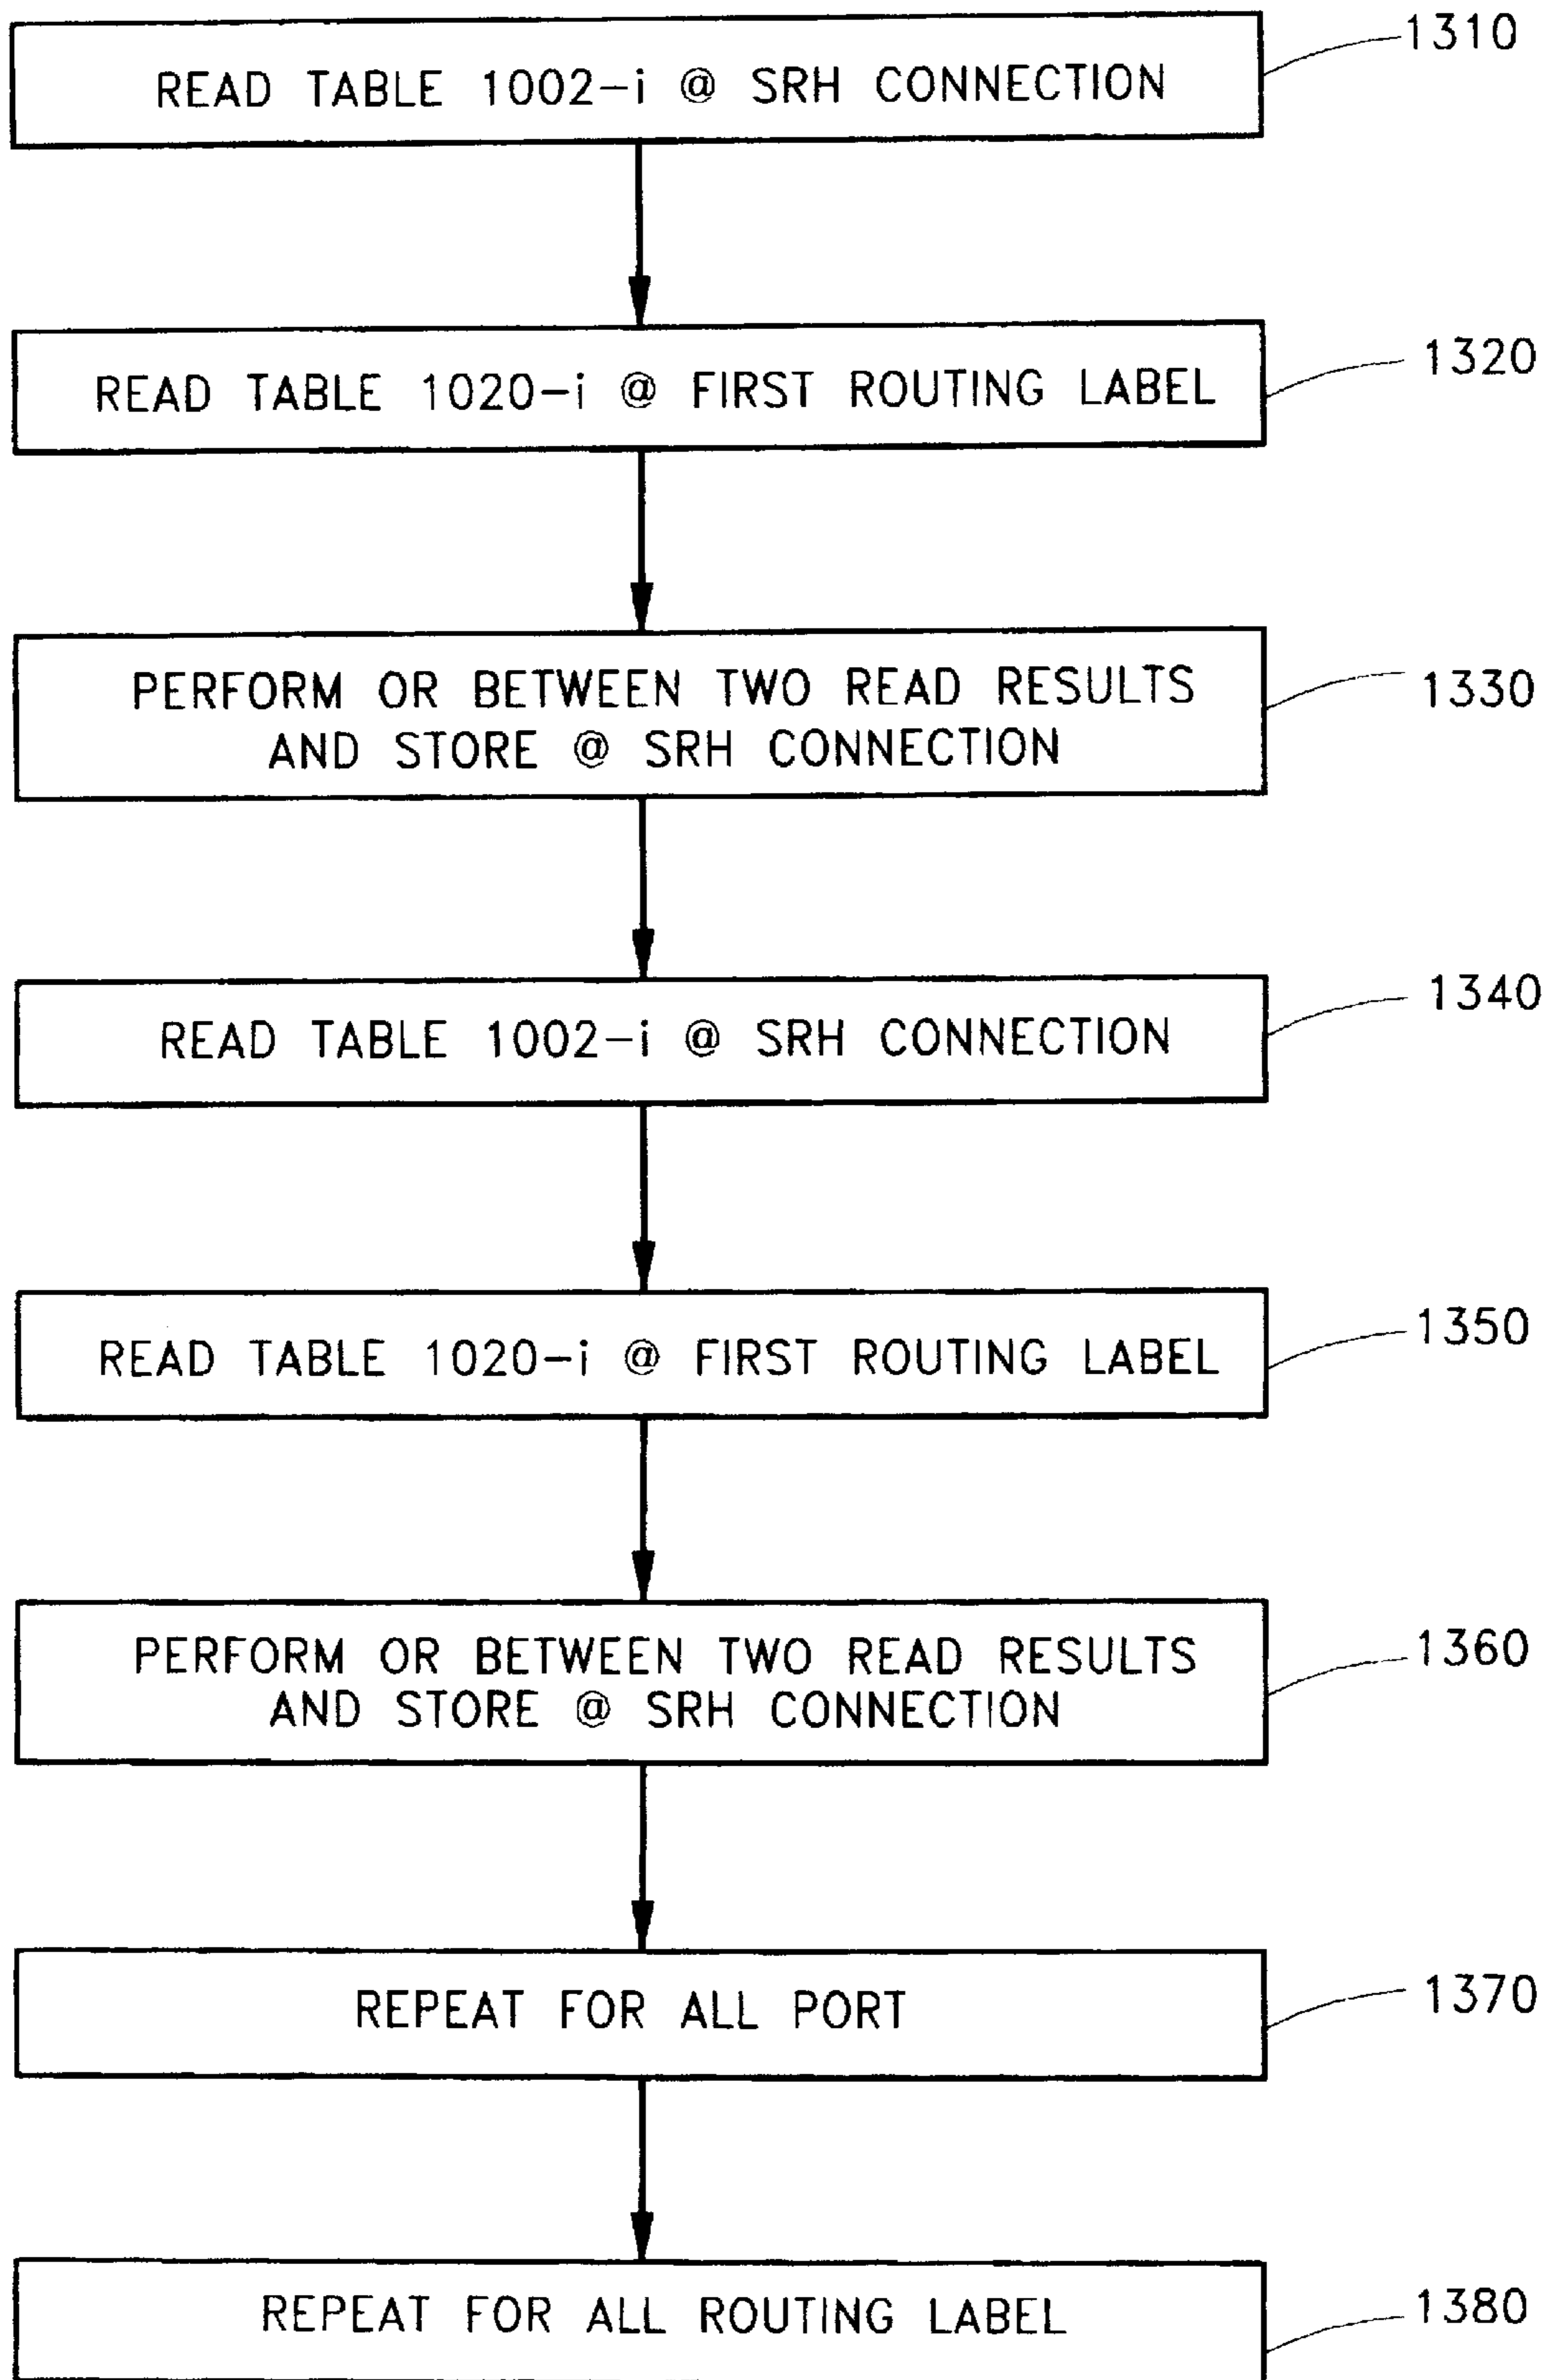 READ TABLE 1002-i @ SRH CONNECTION
1310
READ TABLE 1020-i @ FIRST ROUTING LABEL
1320
PERFORM OR BETWEEN TWO READ RESULTS
AND STORE @ SRH CONNECTION
1330
READ TABLE 1002-i @ SRH CONNECTION
1340
READ TABLE 1020-i @ FIRST ROUTING LABEL
1350
PERFORM OR BETWEEN TWO READ RESULTS
AND STORE @ SRH CONNECTION
1360
REPEAT FOR ALL PORT
1370
REPEAT FOR ALL ROUTING LABEL
1380